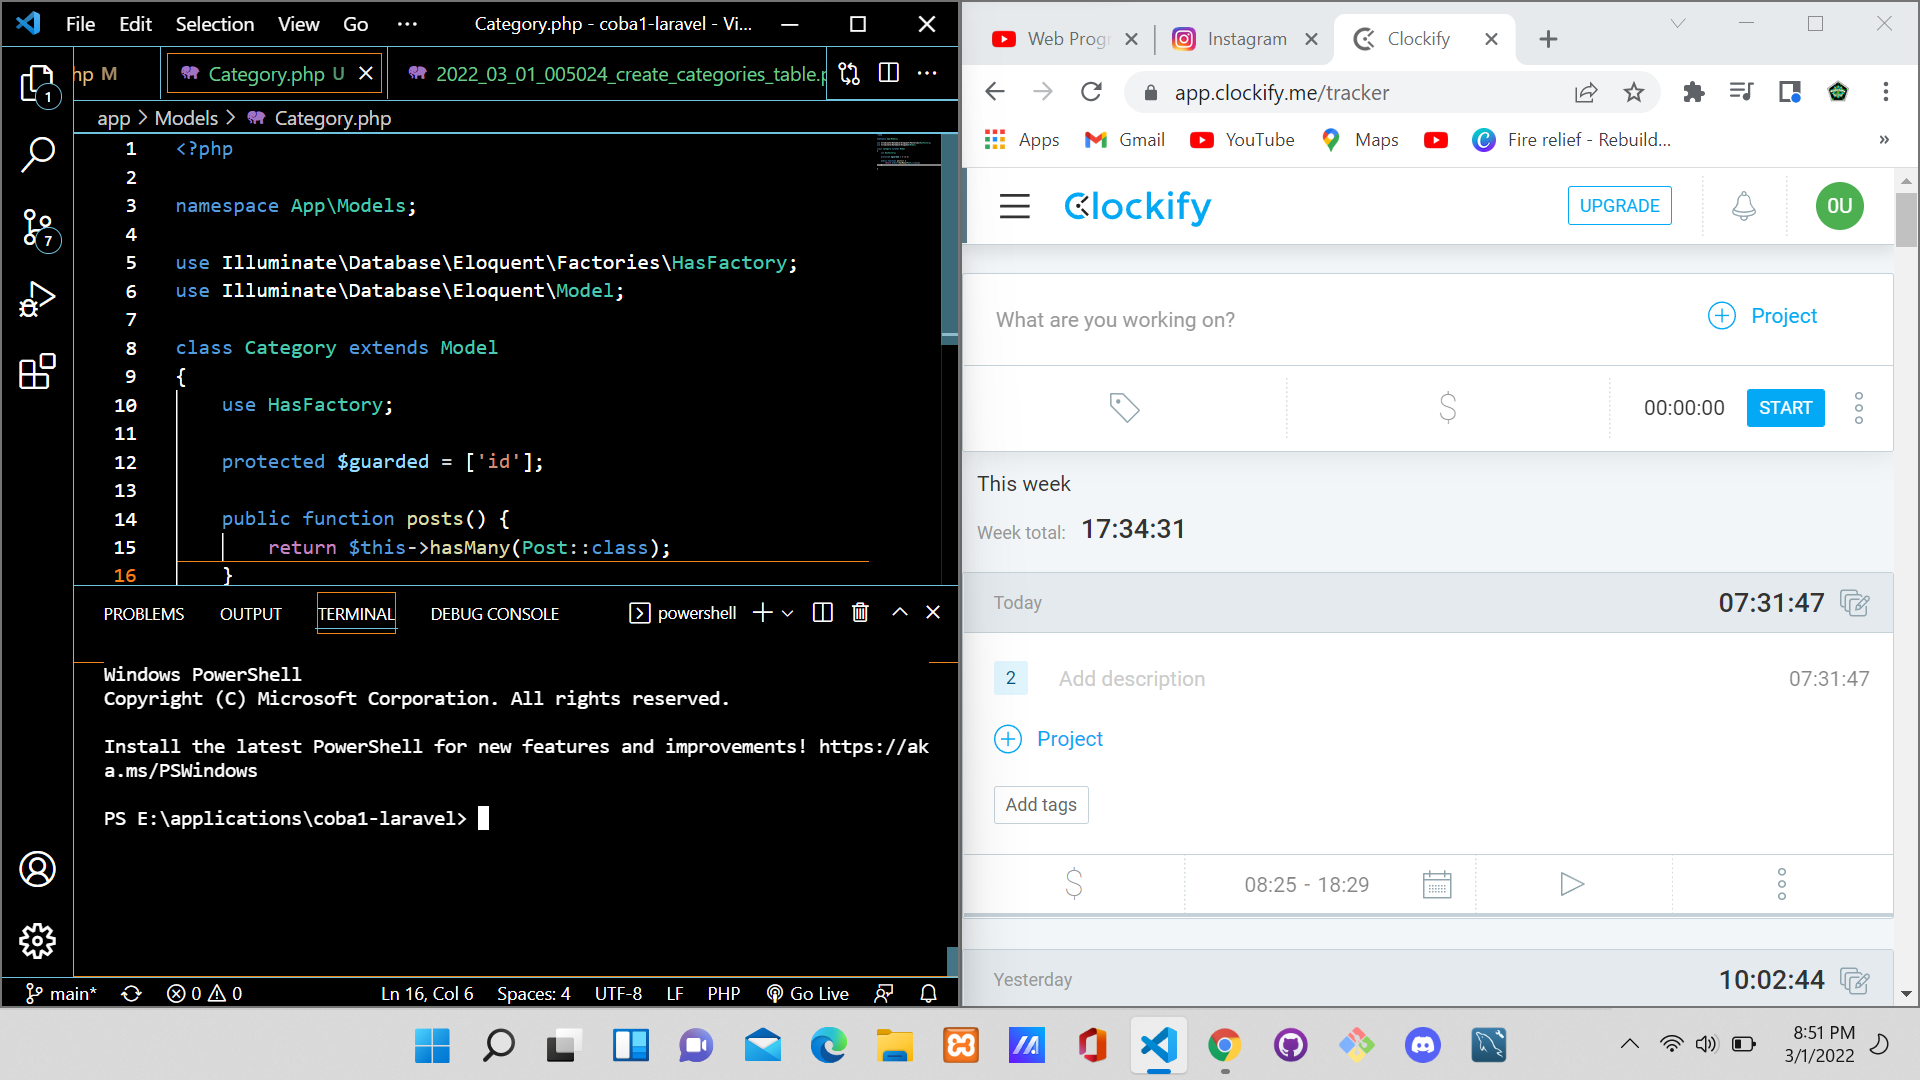 File Edit Selection View Go ··· Category.php - coba1-laravel - Vi...
hp M Category.php U 2022_03_01_005024_create_categories_table.p
app > Models > Category.php
1 <?php
2
3 namespace App\Models;
4
5 use Illuminate\Database\Eloquent\Factories\HasFactory;
6 use Illuminate\Database\Eloquent\Model;
7
8 class Category extends Model
9 {
10 use HasFactory;
11
12 protected $guarded = ['id'];
13
14 public function posts() {
15 return $this->hasMany(Post::class);
16 }
1
7
PROBLEMS OUTPUT TERMINAL DEBUG CONSOLE powershell
Windows PowerShell
Copyright (C) Microsoft Corporation. All rights reserved.
Install the latest PowerShell for new features and improvements! https://ak
a.ms/PSWindows
PS E:\applications\coba1-laravel>
main* 0 0 Ln 16, Col 6 Spaces: 4 UTF-8 LF PHP Go Live
Web Prog Instagram Clockify
app.clockify.me/tracker
Apps Gmail YouTube Maps Fire relief - Rebuild... »
Clockify UPGRADE 0U
What are you working on? Project
$ 00:00:00 START
This week
Week total: 17:34:31
Today 07:31:47
2 Add description 07:31:47
Project
Add tags
$ 08:25 - 18:29
Yesterday 10:02:44
8:51 PM
3/1/2022